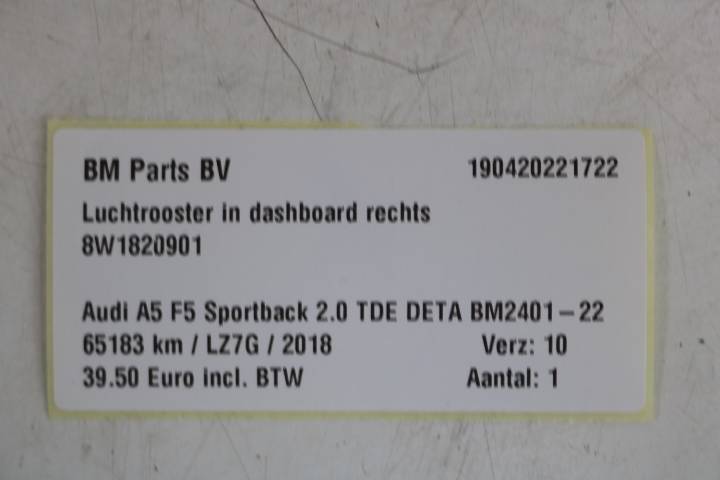 BM Parts BV 190420221722
Luchtrooster in dashboard rechts
8W1820901
Audi A5 F5 Sportback 2.0 TDE DETA BM2401-22
65183 km / LZ7G / 2018 Verz: 10
39.50 Euro incl. BTW Aantal: 1